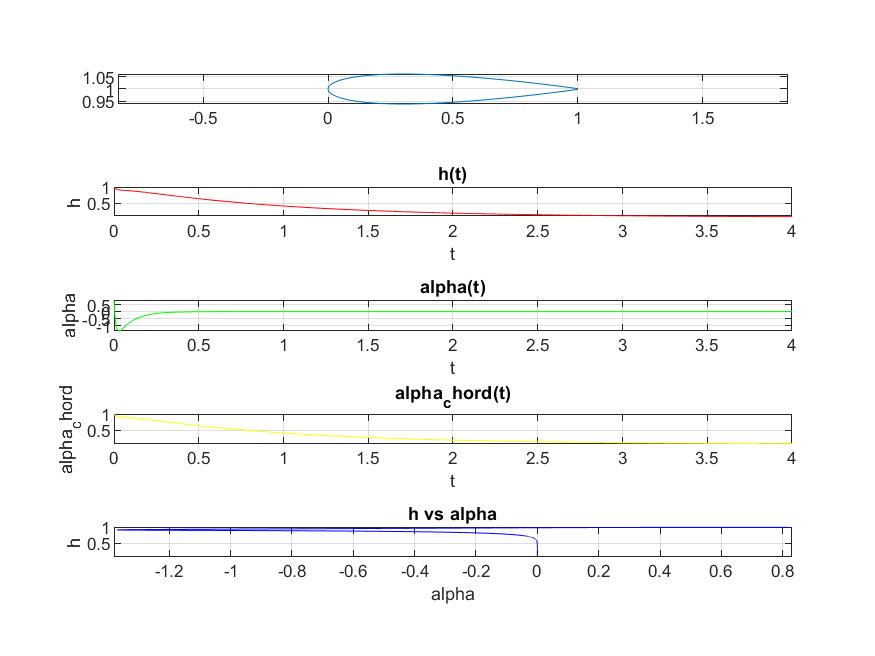 1.05
1
0.95
-0.5 0 0.5 1 1.5
h(t)
1
0.5
h
0 0.5 1 1.5 2 2.5 3 3.5 4
t
alpha(t)
0.5
0
-0.5
-1
alpha
0 0.5 1 1.5 2 2.5 3 3.5 4
t
alpha_chord(t)
1
0.5
alpha_chord
0 0.5 1 1.5 2 2.5 3 3.5 4
t
h vs alpha
1
0.5
h
-1.2 -1 -0.8 -0.6 -0.4 -0.2 0 0.2 0.4 0.6 0.8
alpha